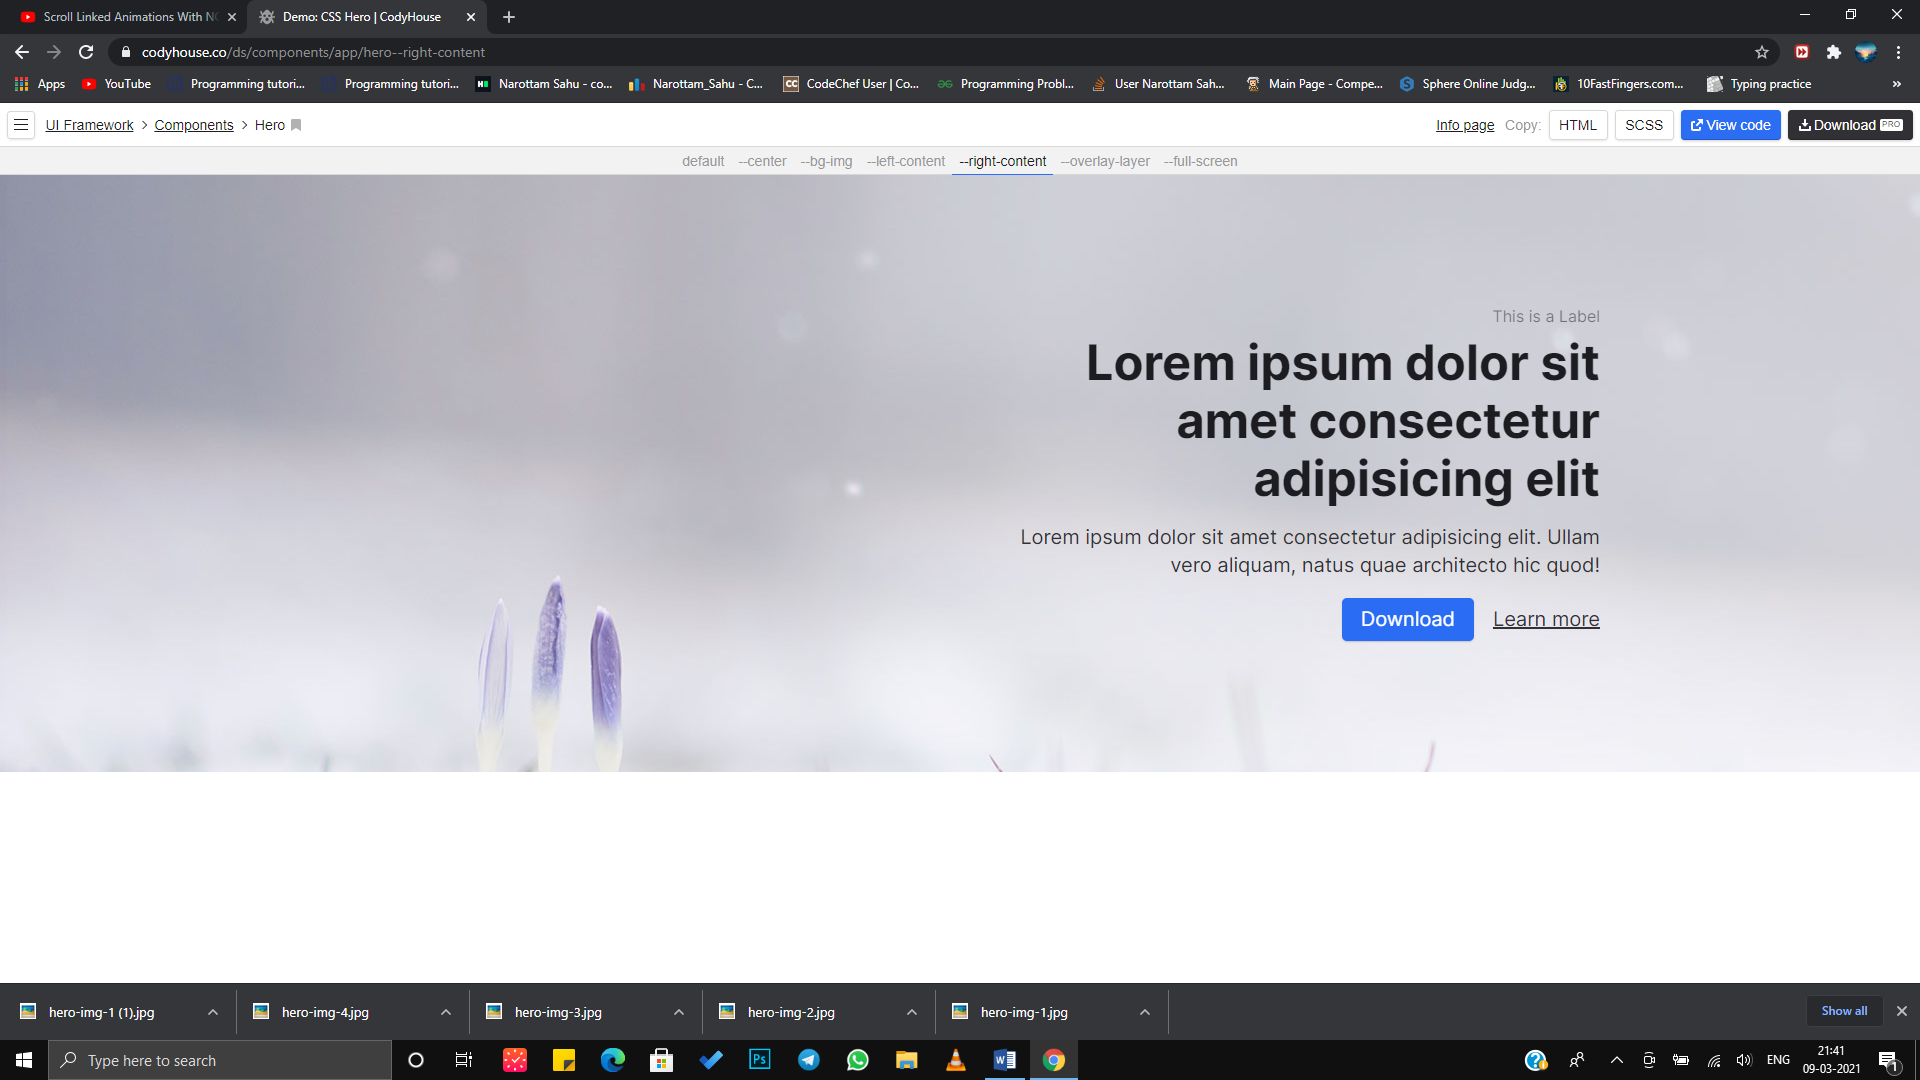 Scroll Linked Animations With N
Demo: CSS Hero | CodyHouse
codyhouse.co/ds/components/app/hero--right-content
Apps
YouTube
Programming tutori...
Programming tutori...
Narottam Sahu - co...
Narottam_Sahu - C...
CodeChef User | Co...
Programming Probl...
User Narottam Sah...
Main Page - Compe...
Sphere Online Judg...
10FastFingers.com...
Typing practice
UI Framework > Components > Hero
Info page
Copy:
HTML
SCSS
View code
Download PRO
default
--center
--bg-img
--left-content
--right-content
--overlay-layer
--full-screen
This is a Label
Lorem ipsum dolor sit
amet consectetur
adipisicing elit
Lorem ipsum dolor sit amet consectetur adipisicing elit. Ullam
vero aliquam, natus quae architecto hic quod!
Download
Learn more
hero-img-1 (1).jpg
hero-img-4.jpg
hero-img-3.jpg
hero-img-2.jpg
hero-img-1.jpg
Show all
Type here to search
Ps
ENG
21:41
09-03-2021
1